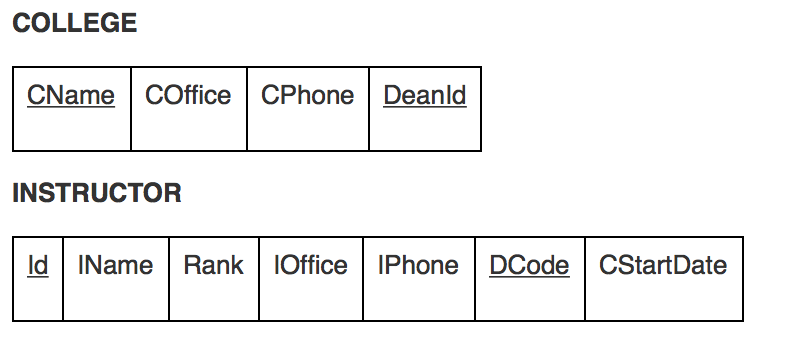 COLLEGE
CName COffice CPhone DeanId
INSTRUCTOR
Id IName Rank IOffice IPhone DCode CStartDate